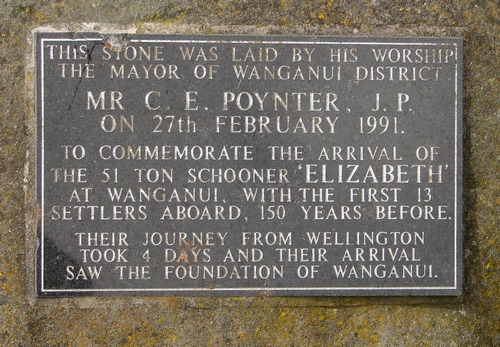 THIS STONE WAS LAID BY HIS WORSHIP
THE MAYOR OF WANGANUI DISTRICT
MR C. E. POYNTER, J.P.
ON 27th FEBRUARY 1991.
TO COMMEMORATE THE ARRIVAL OF
THE 51 TON SCHOONER 'ELIZABETH'
AT WANGANUI, WITH THE FIRST 13
SETTLERS ABOARD, 150 YEARS BEFORE.
THEIR JOURNEY FROM WELLINGTON
TOOK 4 DAYS AND THEIR ARRIVAL
SAW THE FOUNDATION OF WANGANUI.